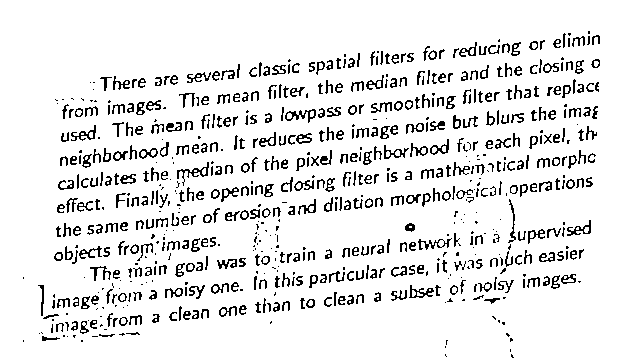 There are several classic spatial filters for reducing or elimin
from images. The mean filter, the median filter and the closing o
used. The mean filter is a lowpass or smoothing filter that replace
neighborhood mean. It reduces the image noise but blurs the imag
calculates the median of the pixel neighborhood for each pixel, th
effect. Finally, the opening closing filter is a mathematical morpho
the same number of erosion and dilation morphological operations
objects from images.
The main goal was to train a neural network in a supervised
image from a noisy one. In this particular case, it was much easier
image from a clean one than to clean a subset of noisy images.